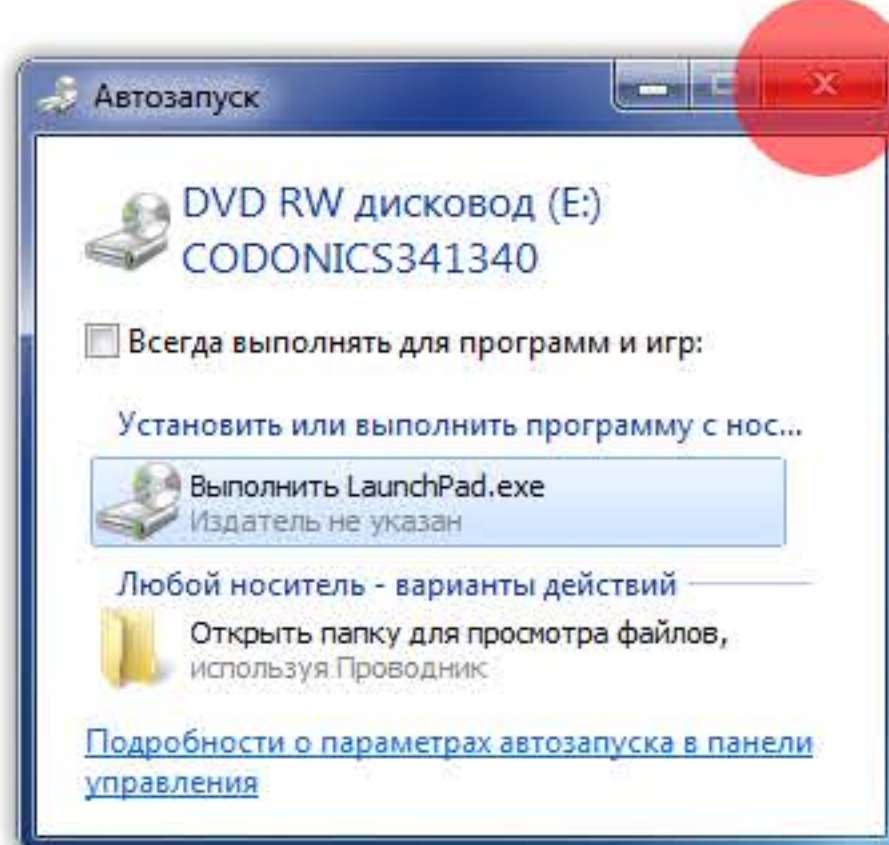 Автозапуск
DVD RW дисковод (E:)
CODONICS341340
Всегда выполнять для программ и игр:
Установить или выполнить программу с нос...
Выполнить LaunchPad.exe
Издатель не указан
Любой носитель - варианты действий
Открыть папку для просмотра файлов,
используя Проводник
Подробности о параметрах автозапуска в панели
управления